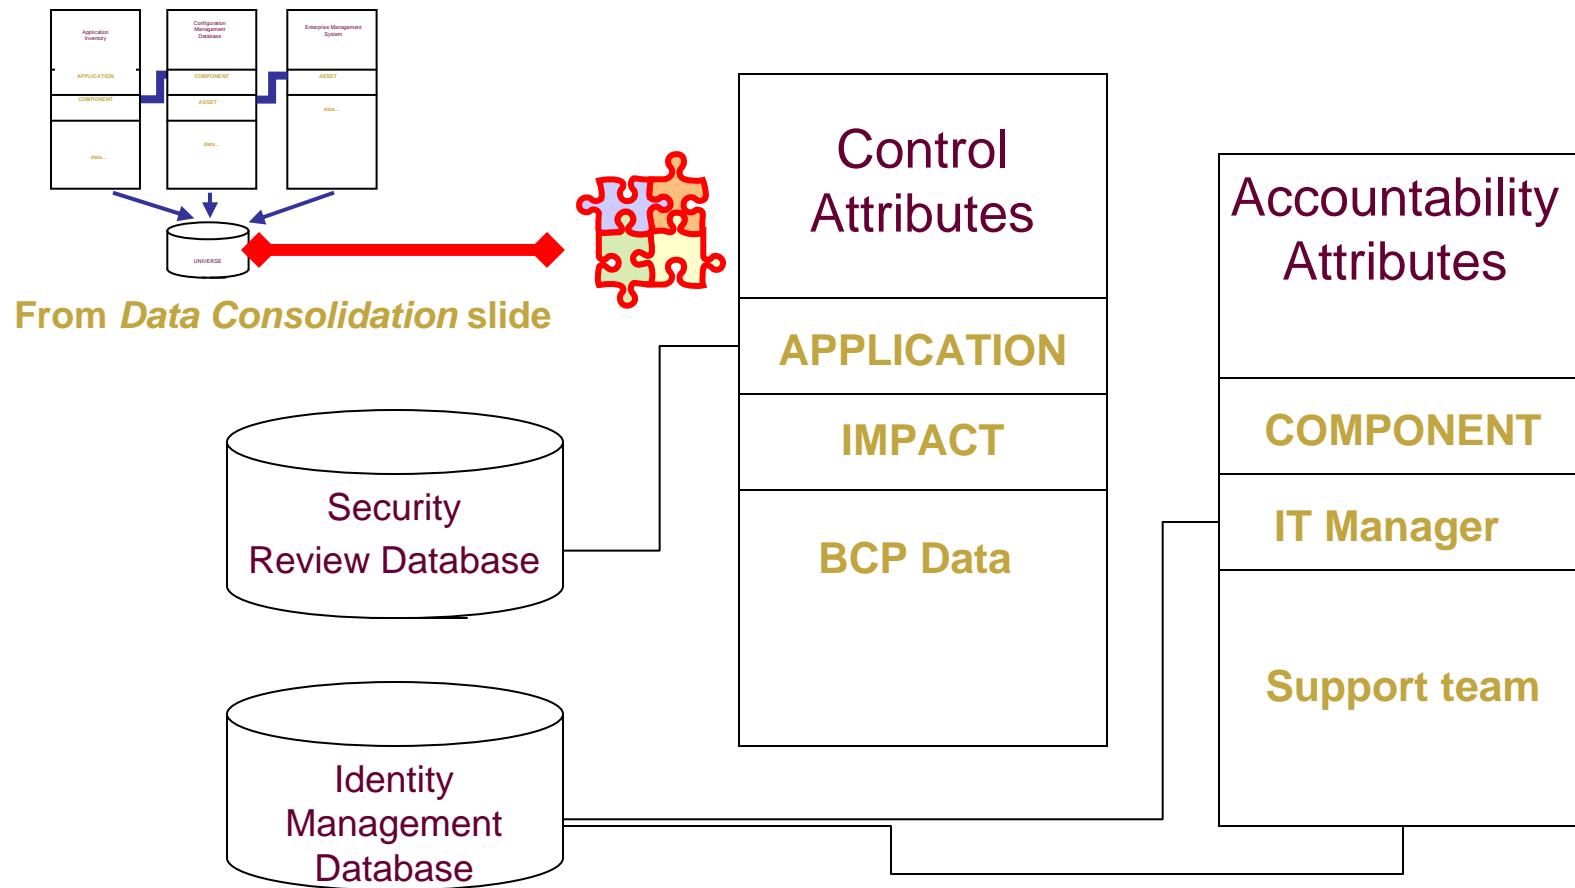 Application
Inventory
APPLICATION
COMPONENT
data...
Configuration
Management
Database
COMPONENT
ASSET
data...
Enterprise Management
System
ASSET
data...
UNIVERSE
From Data Consolidation slide
Security
Review Database
Identity
Management
Database
Control
Attributes
APPLICATION
IMPACT
BCP Data
Accountability
Attributes
COMPONENT
IT Manager
Support team